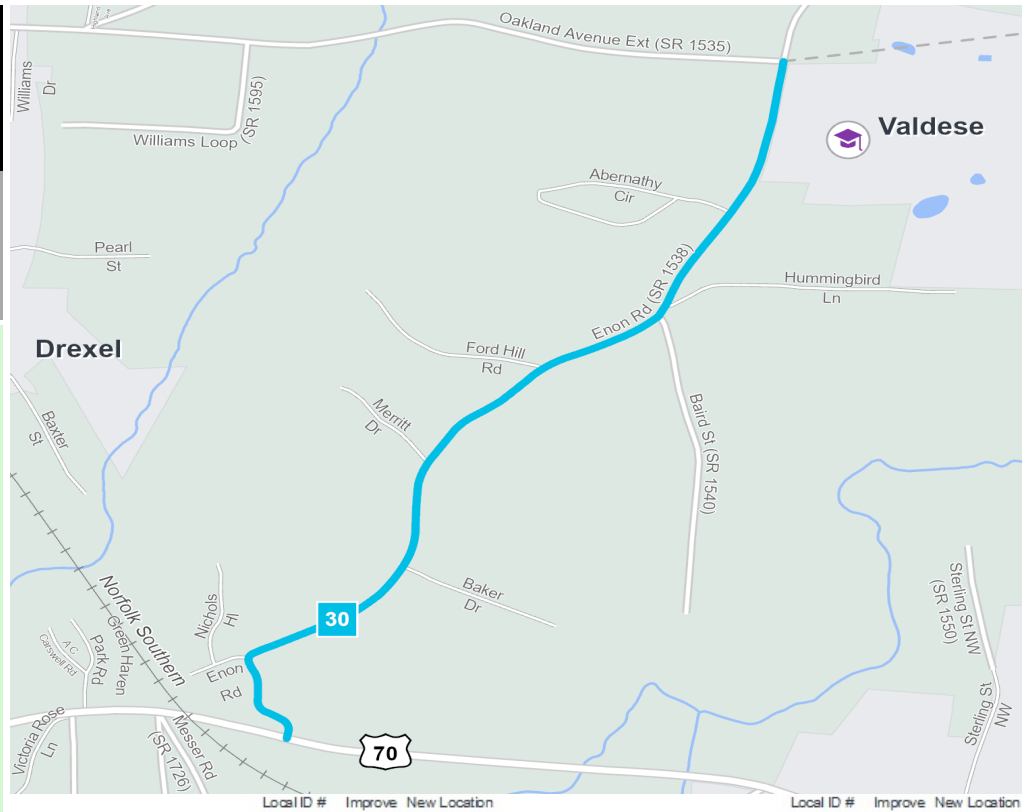 Oakland Avenue Ext (SR 1535)
Williams
Dr
(SR 1595)
Williams Loop
Valdese
Abernathy
Cir
Pearl
St
Enon Rd (SR 1538)
Hummingbird
Ln
Drexel
Ford Hill
Rd
Merritt
Dr
Baxter
St
Baird St (SR 1540)
Norfolk Southern
Nichols
Hl
Baker
Dr
30
Sterling St NW
(SR 1550)
A C
Carswell Rd
Park Rd
Green Haven
Enon
Rd
Victoria Rose
Ln
Messer Rd
(SR 1726)
70
Sterling St
NW
Local ID # Improve New Location
Local ID # Improve New Location